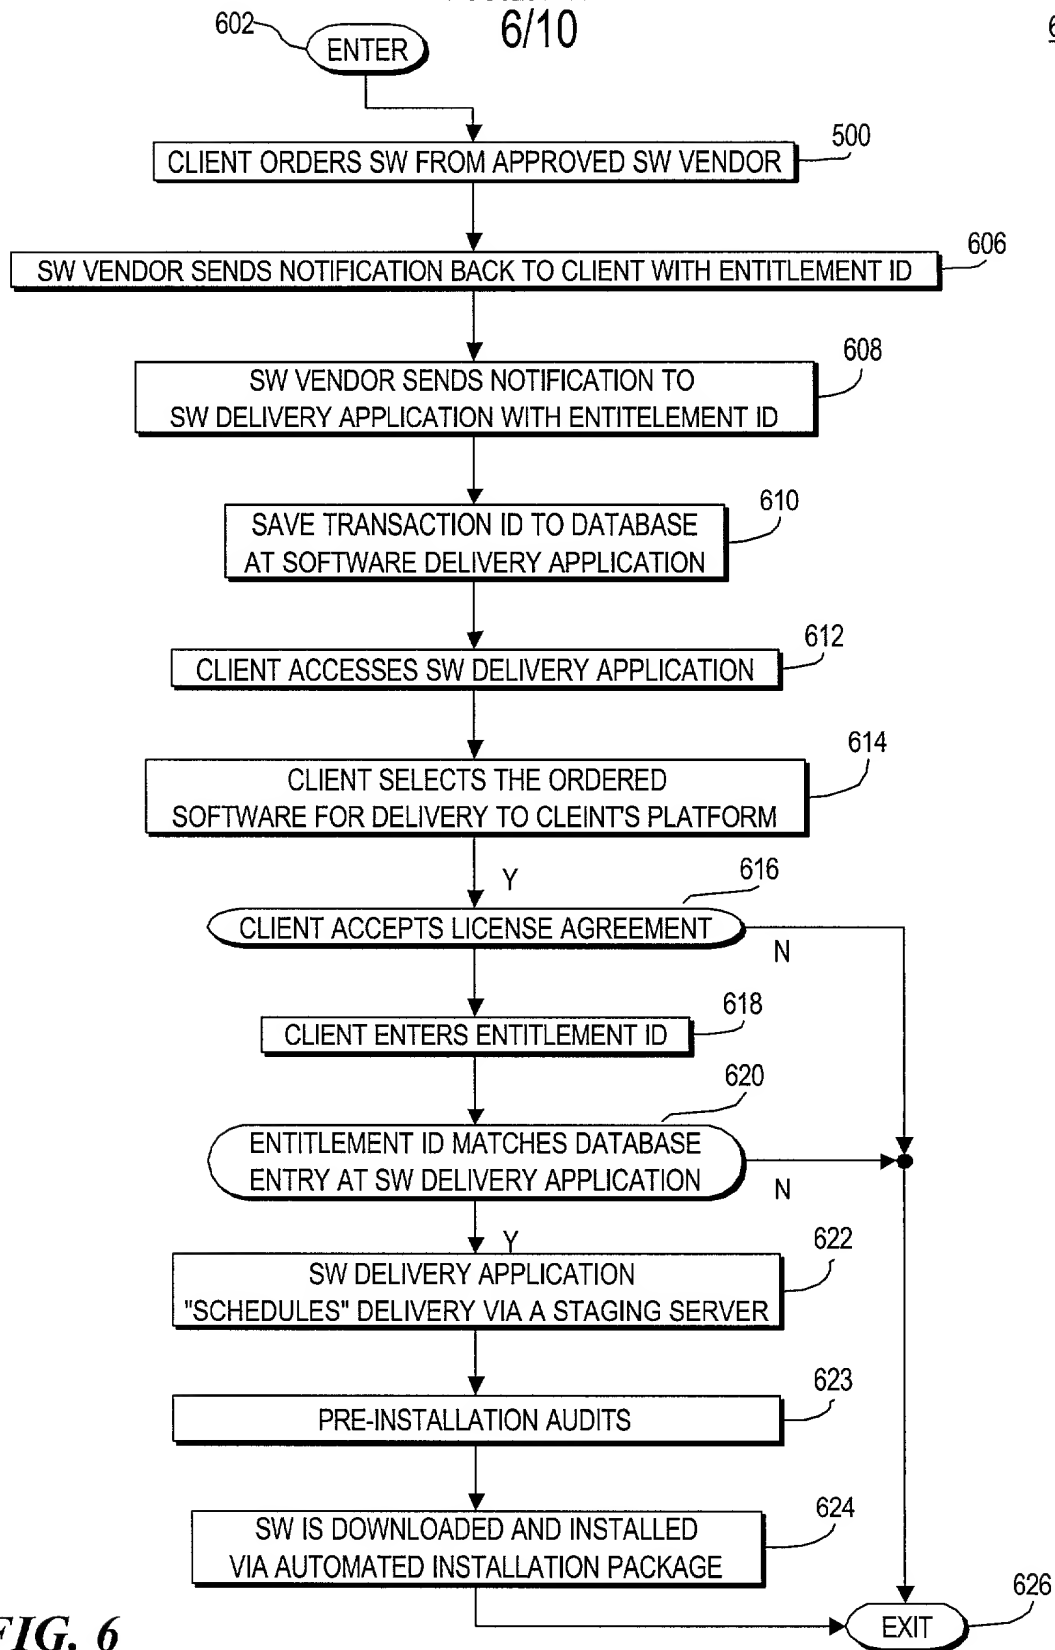 6/10
602
ENTER
500
CLIENT ORDERS SW FROM APPROVED SW VENDOR
606
SW VENDOR SENDS NOTIFICATION BACK TO CLIENT WITH ENTITLEMENT ID
608
SW VENDOR SENDS NOTIFICATION TO
SW DELIVERY APPLICATION WITH ENTITELEMENT ID
610
SAVE TRANSACTION ID TO DATABASE
AT SOFTWARE DELIVERY APPLICATION
612
CLIENT ACCESSES SW DELIVERY APPLICATION
614
CLIENT SELECTS THE ORDERED
SOFTWARE FOR DELIVERY TO CLEINT'S PLATFORM
Y
616
CLIENT ACCEPTS LICENSE AGREEMENT
N
618
CLIENT ENTERS ENTITLEMENT ID
620
ENTITLEMENT ID MATCHES DATABASE
ENTRY AT SW DELIVERY APPLICATION
N
Y
622
SW DELIVERY APPLICATION
"SCHEDULES" DELIVERY VIA A STAGING SERVER
623
PRE-INSTALLATION AUDITS
624
SW IS DOWNLOADED AND INSTALLED
VIA AUTOMATED INSTALLATION PACKAGE
626
EXIT
FIG. 6